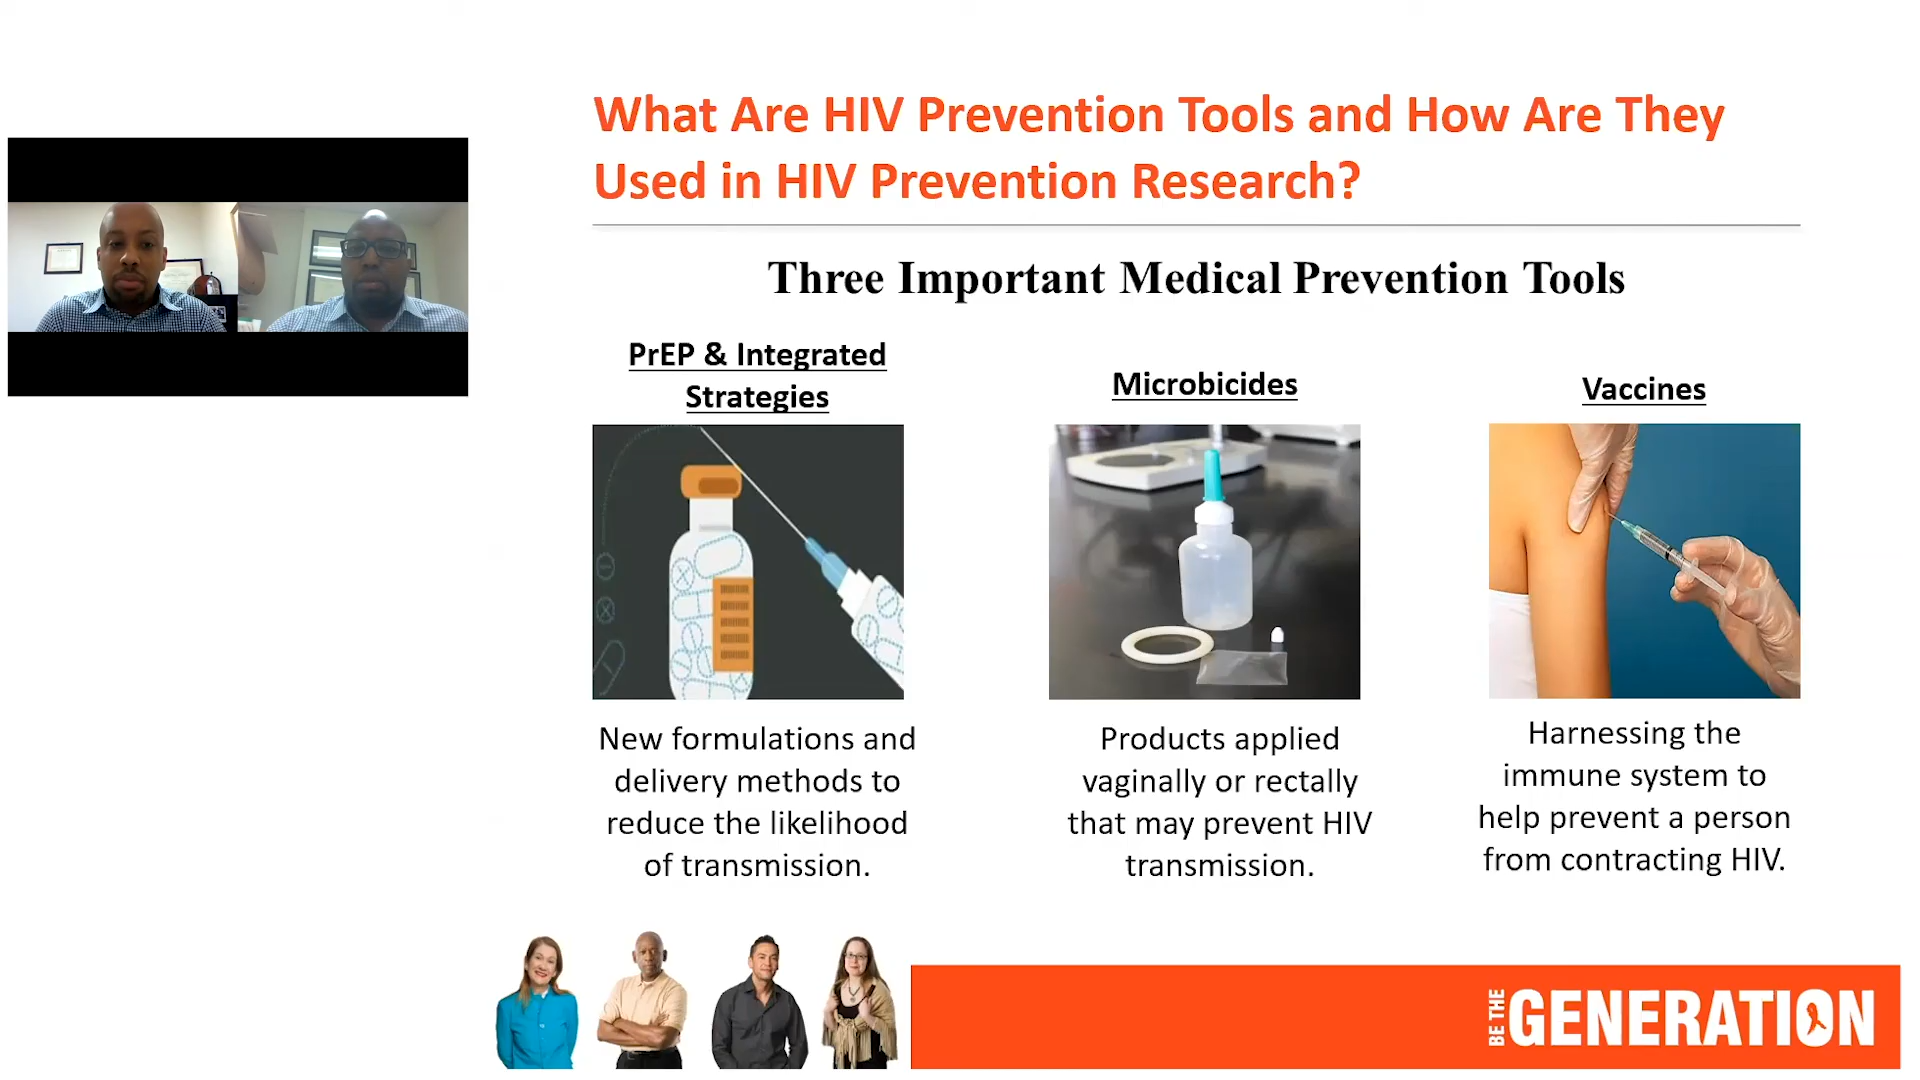 What Are HIV Prevention Tools and How Are They
Used in HIV Prevention Research?
Three Important Medical Prevention Tools
PrEP & Integrated
Strategies
New formulations and
delivery methods to
reduce the likelihood
of transmission.
Microbicides
Products applied
vaginally or rectally
that may prevent HIV
transmission.
Vaccines
Harnessing the
immune system to
help prevent a person
from contracting HIV.
BE THE
GENERATION